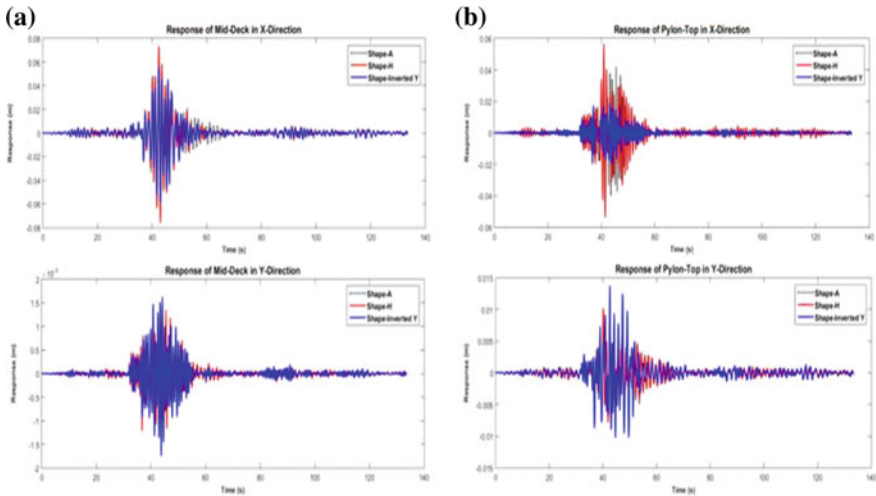 (a)
Response of Mid-Deck in X-Direction
0.08
0.06
0.04
0.02
0
-0.02
-0.04
-0.06
-0.08
Response (m)
0 20 40 60 80 100 120 140
Time (s)
Shape-A
Shape-H
Shape-Inverted Y
Response of Mid-Deck in Y-Direction
2
1.5
1
0.5
0
-0.5
-1
-1.5
-2
Response (m)
0 20 40 60 80 100 120 140
Time (s)
Shape-A
Shape-H
Shape-Inverted Y
(b)
Response of Pylon-Top in X-Direction
0.06
0.04
0.02
0
-0.02
-0.04
-0.06
Response (m)
0 20 40 60 80 100 120 140
Time (s)
Shape-A
Shape-H
Shape-Inverted Y
Response of Pylon-Top in Y-Direction
0.015
0.01
0.005
0
-0.005
-0.01
-0.015
Response (m)
0 20 40 60 80 100 120 140
Time (s)
Shape-A
Shape-H
Shape-Inverted Y